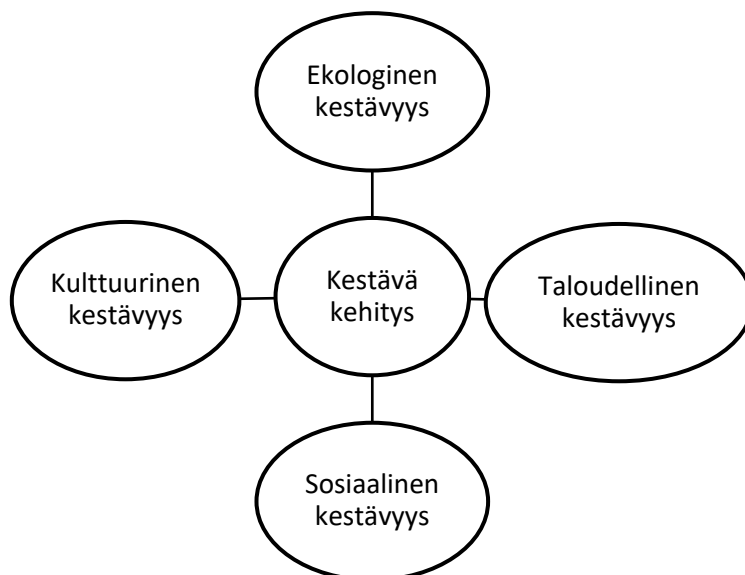 Ekologinen
kestävyys
Kulttuurinen
kestävyys
Kestävä
kehitys
Taloudellinen
kestävyys
Sosiaalinen
kestävyys